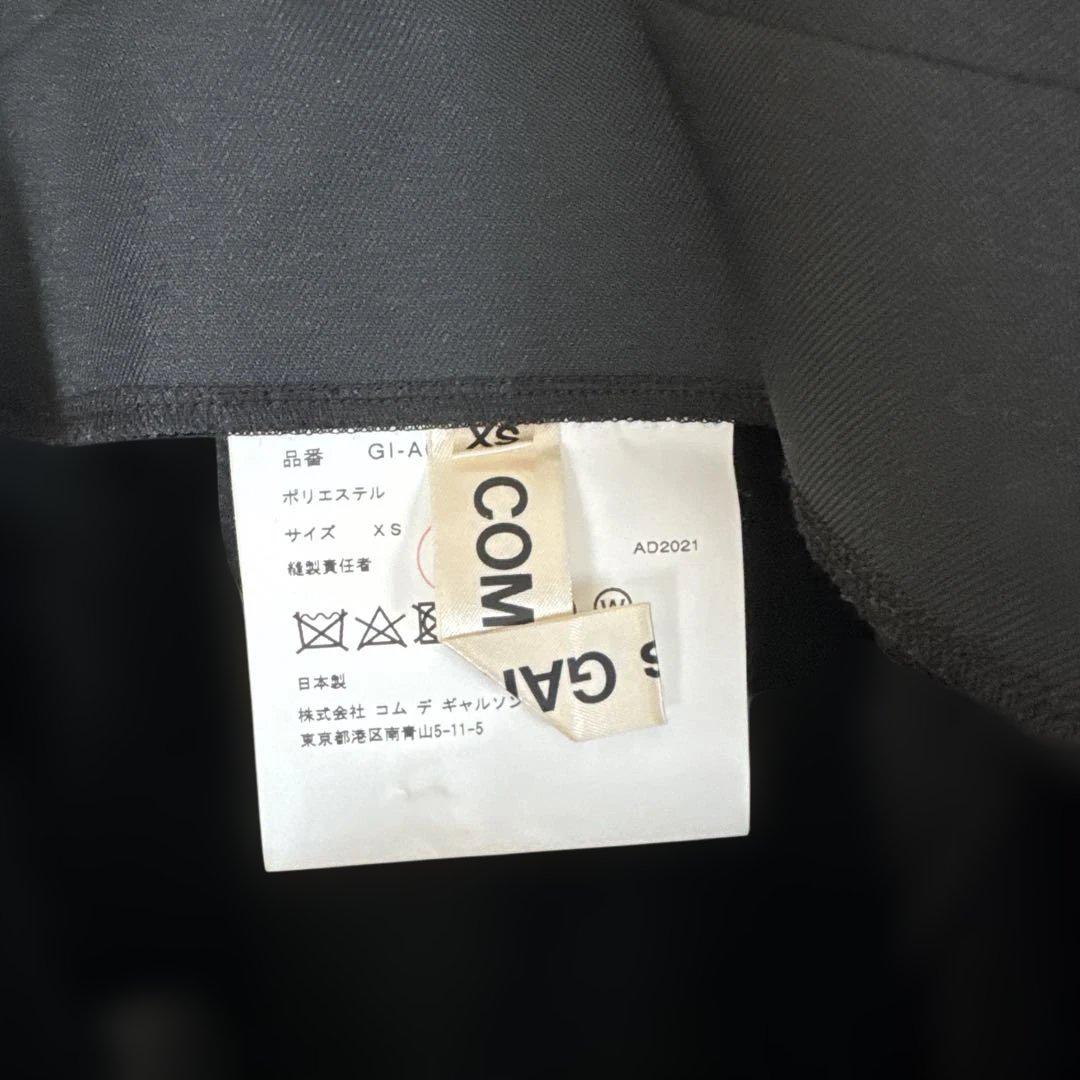 品番 GI-A
ポリエステル
サイズ XS
縫製責任者
AD2021
W
日本製
株式会社 コム デ ギャルソン
東京都港区南青山5-11-5
XS
COM
S GA